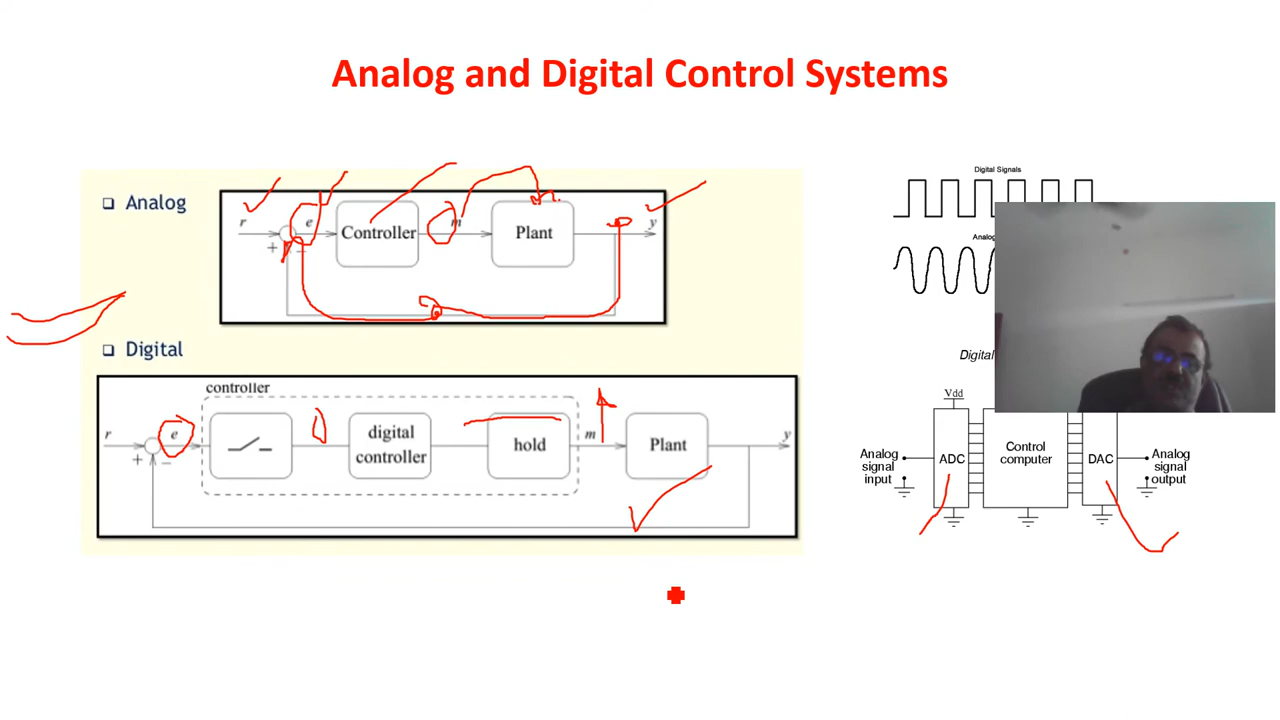 Analog and Digital Control Systems
Analog
r
e
Controller
m
Plant
y
+
−
Digital
controller
r
e
digital
controller
hold
m
Plant
y
+
−
Digital Signals
Analog
Digital
Vdd
Analog
signal
input
ADC
Control
computer
DAC
Analog
signal
output